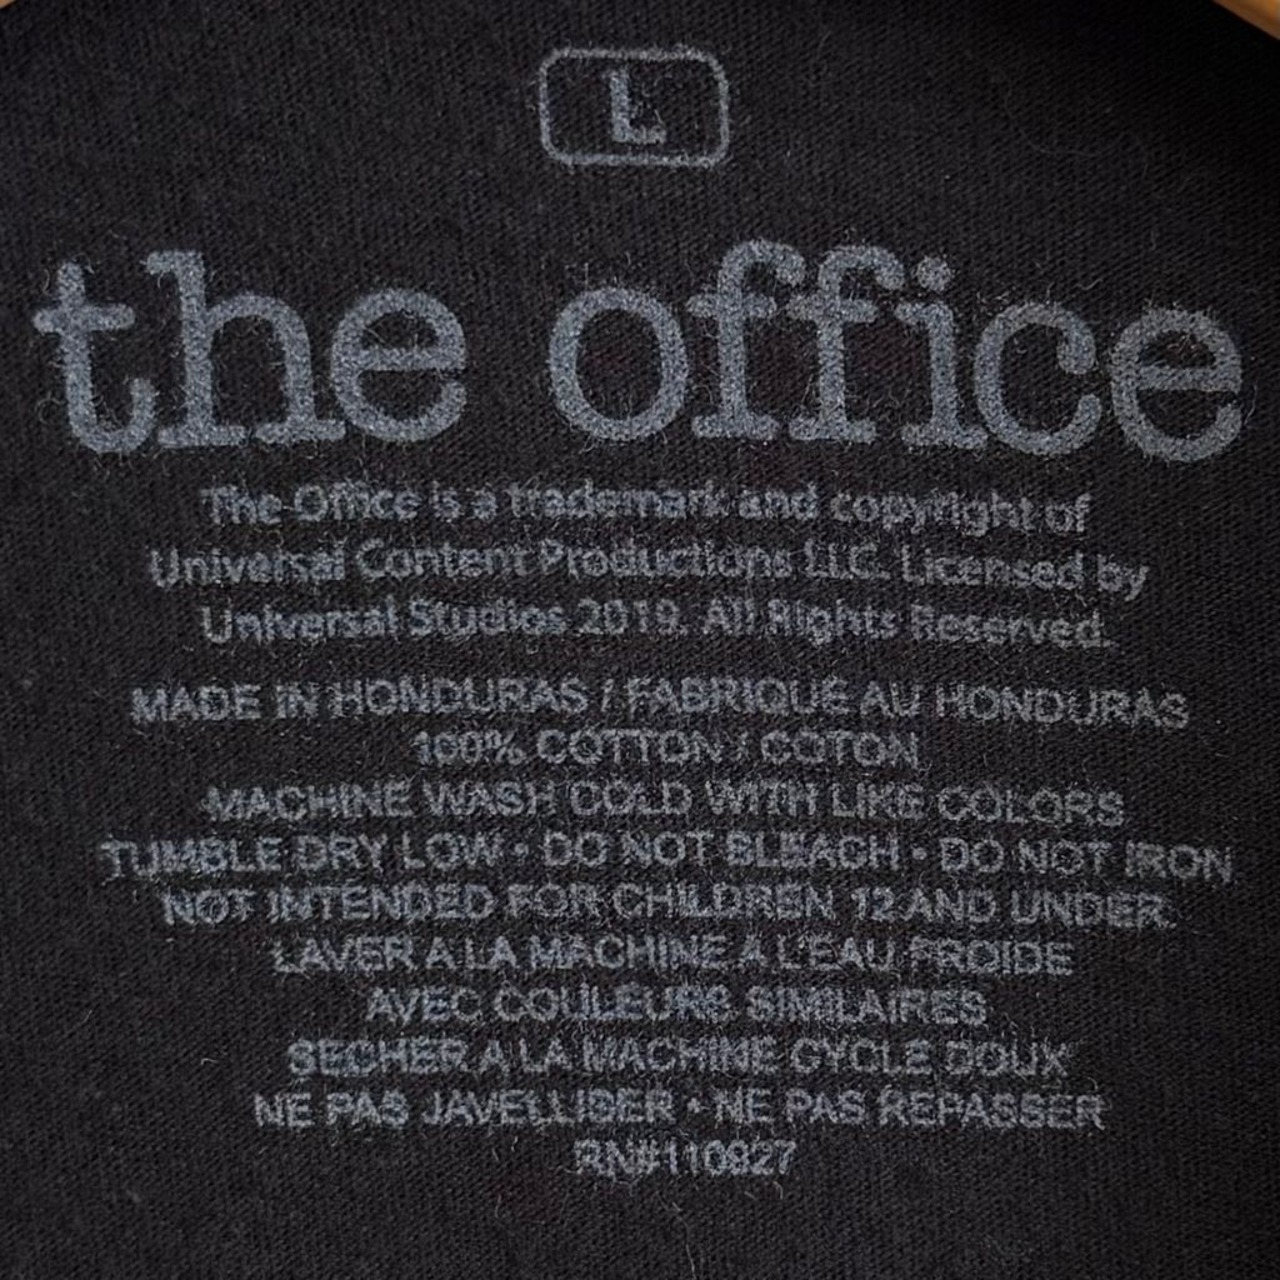 L
the office
The Office is a trademark and copyright of
Universal Content Productions LLC. Licensed by
Universal Studios 2019. All Rights Reserved.
MADE IN HONDURAS / FABRIQUE AU HONDURAS
100% COTTON / COTON
MACHINE WASH COLD WITH LIKE COLORS
TUMBLE DRY LOW • DO NOT BLEACH • DO NOT IRON
NOT INTENDED FOR CHILDREN 12 AND UNDER.
LAVER A LA MACHINE A L'EAU FROIDE
AVEC COULEURS SIMILAIRES
SECHER A LA MACHINE CYCLE DOUX
NE PAS JAVELLISER • NE PAS REPASSER
RN#110927